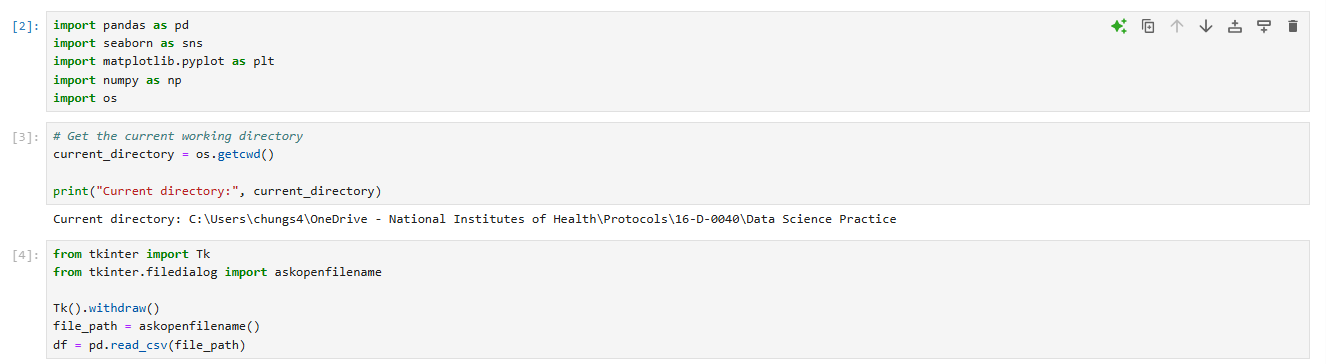 [2]: import pandas as pd
import seaborn as sns
import matplotlib.pyplot as plt
import numpy as np
import os
[3]: # Get the current working directory
current_directory = os.getcwd()
print("Current directory:", current_directory)
Current directory: C:\Users\chungs4\OneDrive - National Institutes of Health\Protocols\16-D-0040\Data Science Practice
[4]: from tkinter import Tk
from tkinter.filedialog import askopenfilename
Tk().withdraw()
file_path = askopenfilename()
df = pd.read_csv(file_path)